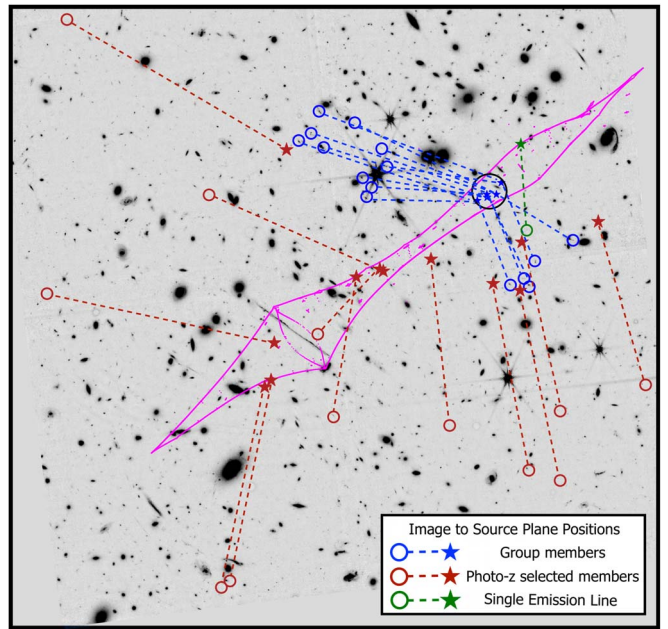 Image to Source Plane Positions
Group members
Photo-z selected members
Single Emission Line